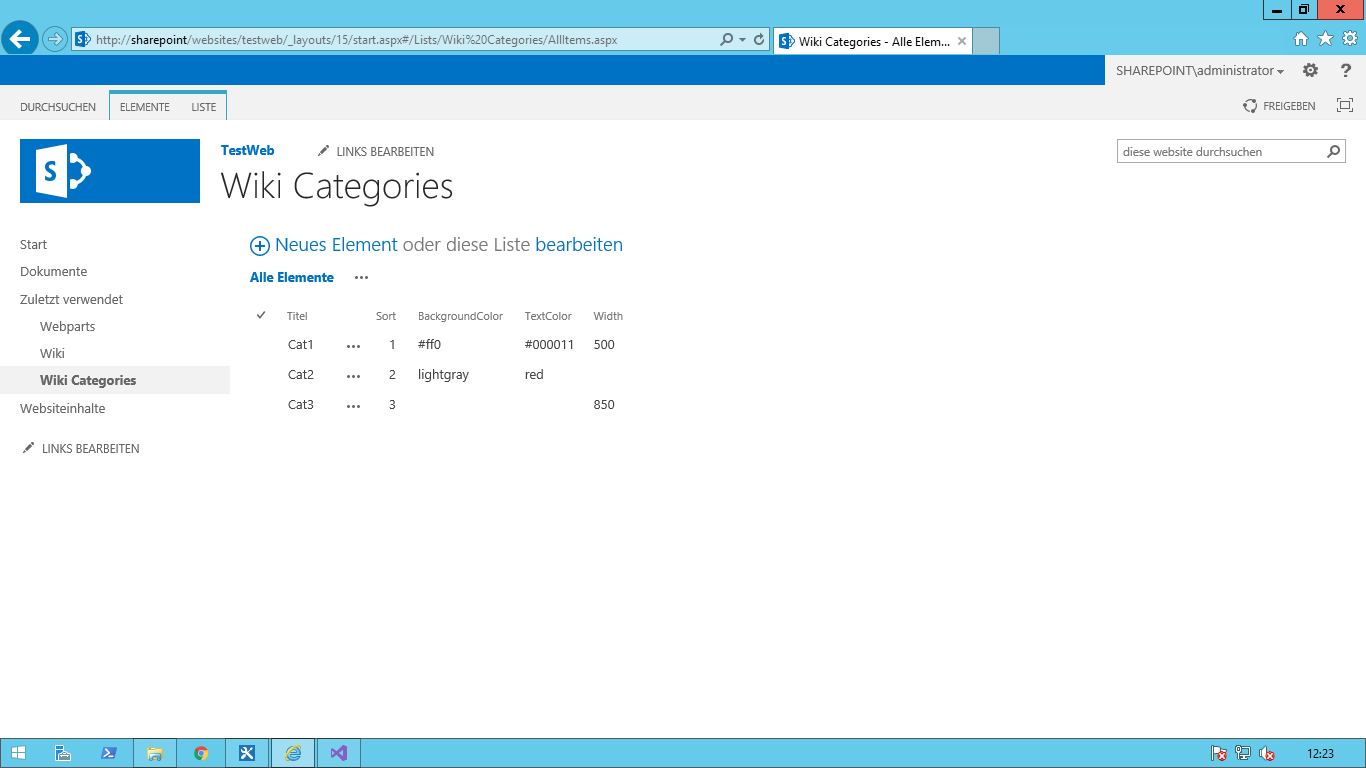 http://sharepoint/websites/testweb/_layouts/15/start.aspx#/Lists/Wiki%20Categories/AllItems.aspx
Wiki Categories - Alle Elem...
SHAREPOINT\administrator
?
DURCHSUCHEN ELEMENTE LISTE
FREIGEBEN
S
TestWeb
LINKS BEARBEITEN
diese website durchsuchen
Wiki Categories
Start
Dokumente
Zuletzt verwendet
Webparts
Wiki
Wiki Categories
Websiteinhalte
LINKS BEARBEITEN
Neues Element oder diese Liste bearbeiten
Alle Elemente ...
Titel Sort BackgroundColor TextColor Width
Cat1 ... 1 #ff0 #000011 500
Cat2 ... 2 lightgray red
Cat3 ... 3 850
12:23